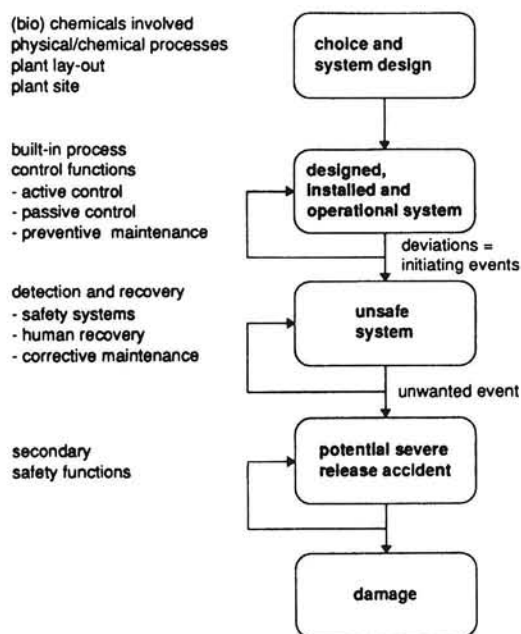 (bio) chemicals involved
physical/chemical processes
plant lay-out
plant site
choice and
system design
built-in process
control functions
- active control
- passive control
- preventive maintenance
designed,
installed and
operational system
deviations =
initiating events
detection and recovery
- safety systems
- human recovery
- corrective maintenance
unsafe
system
unwanted event
secondary
safety functions
potential severe
release accident
damage